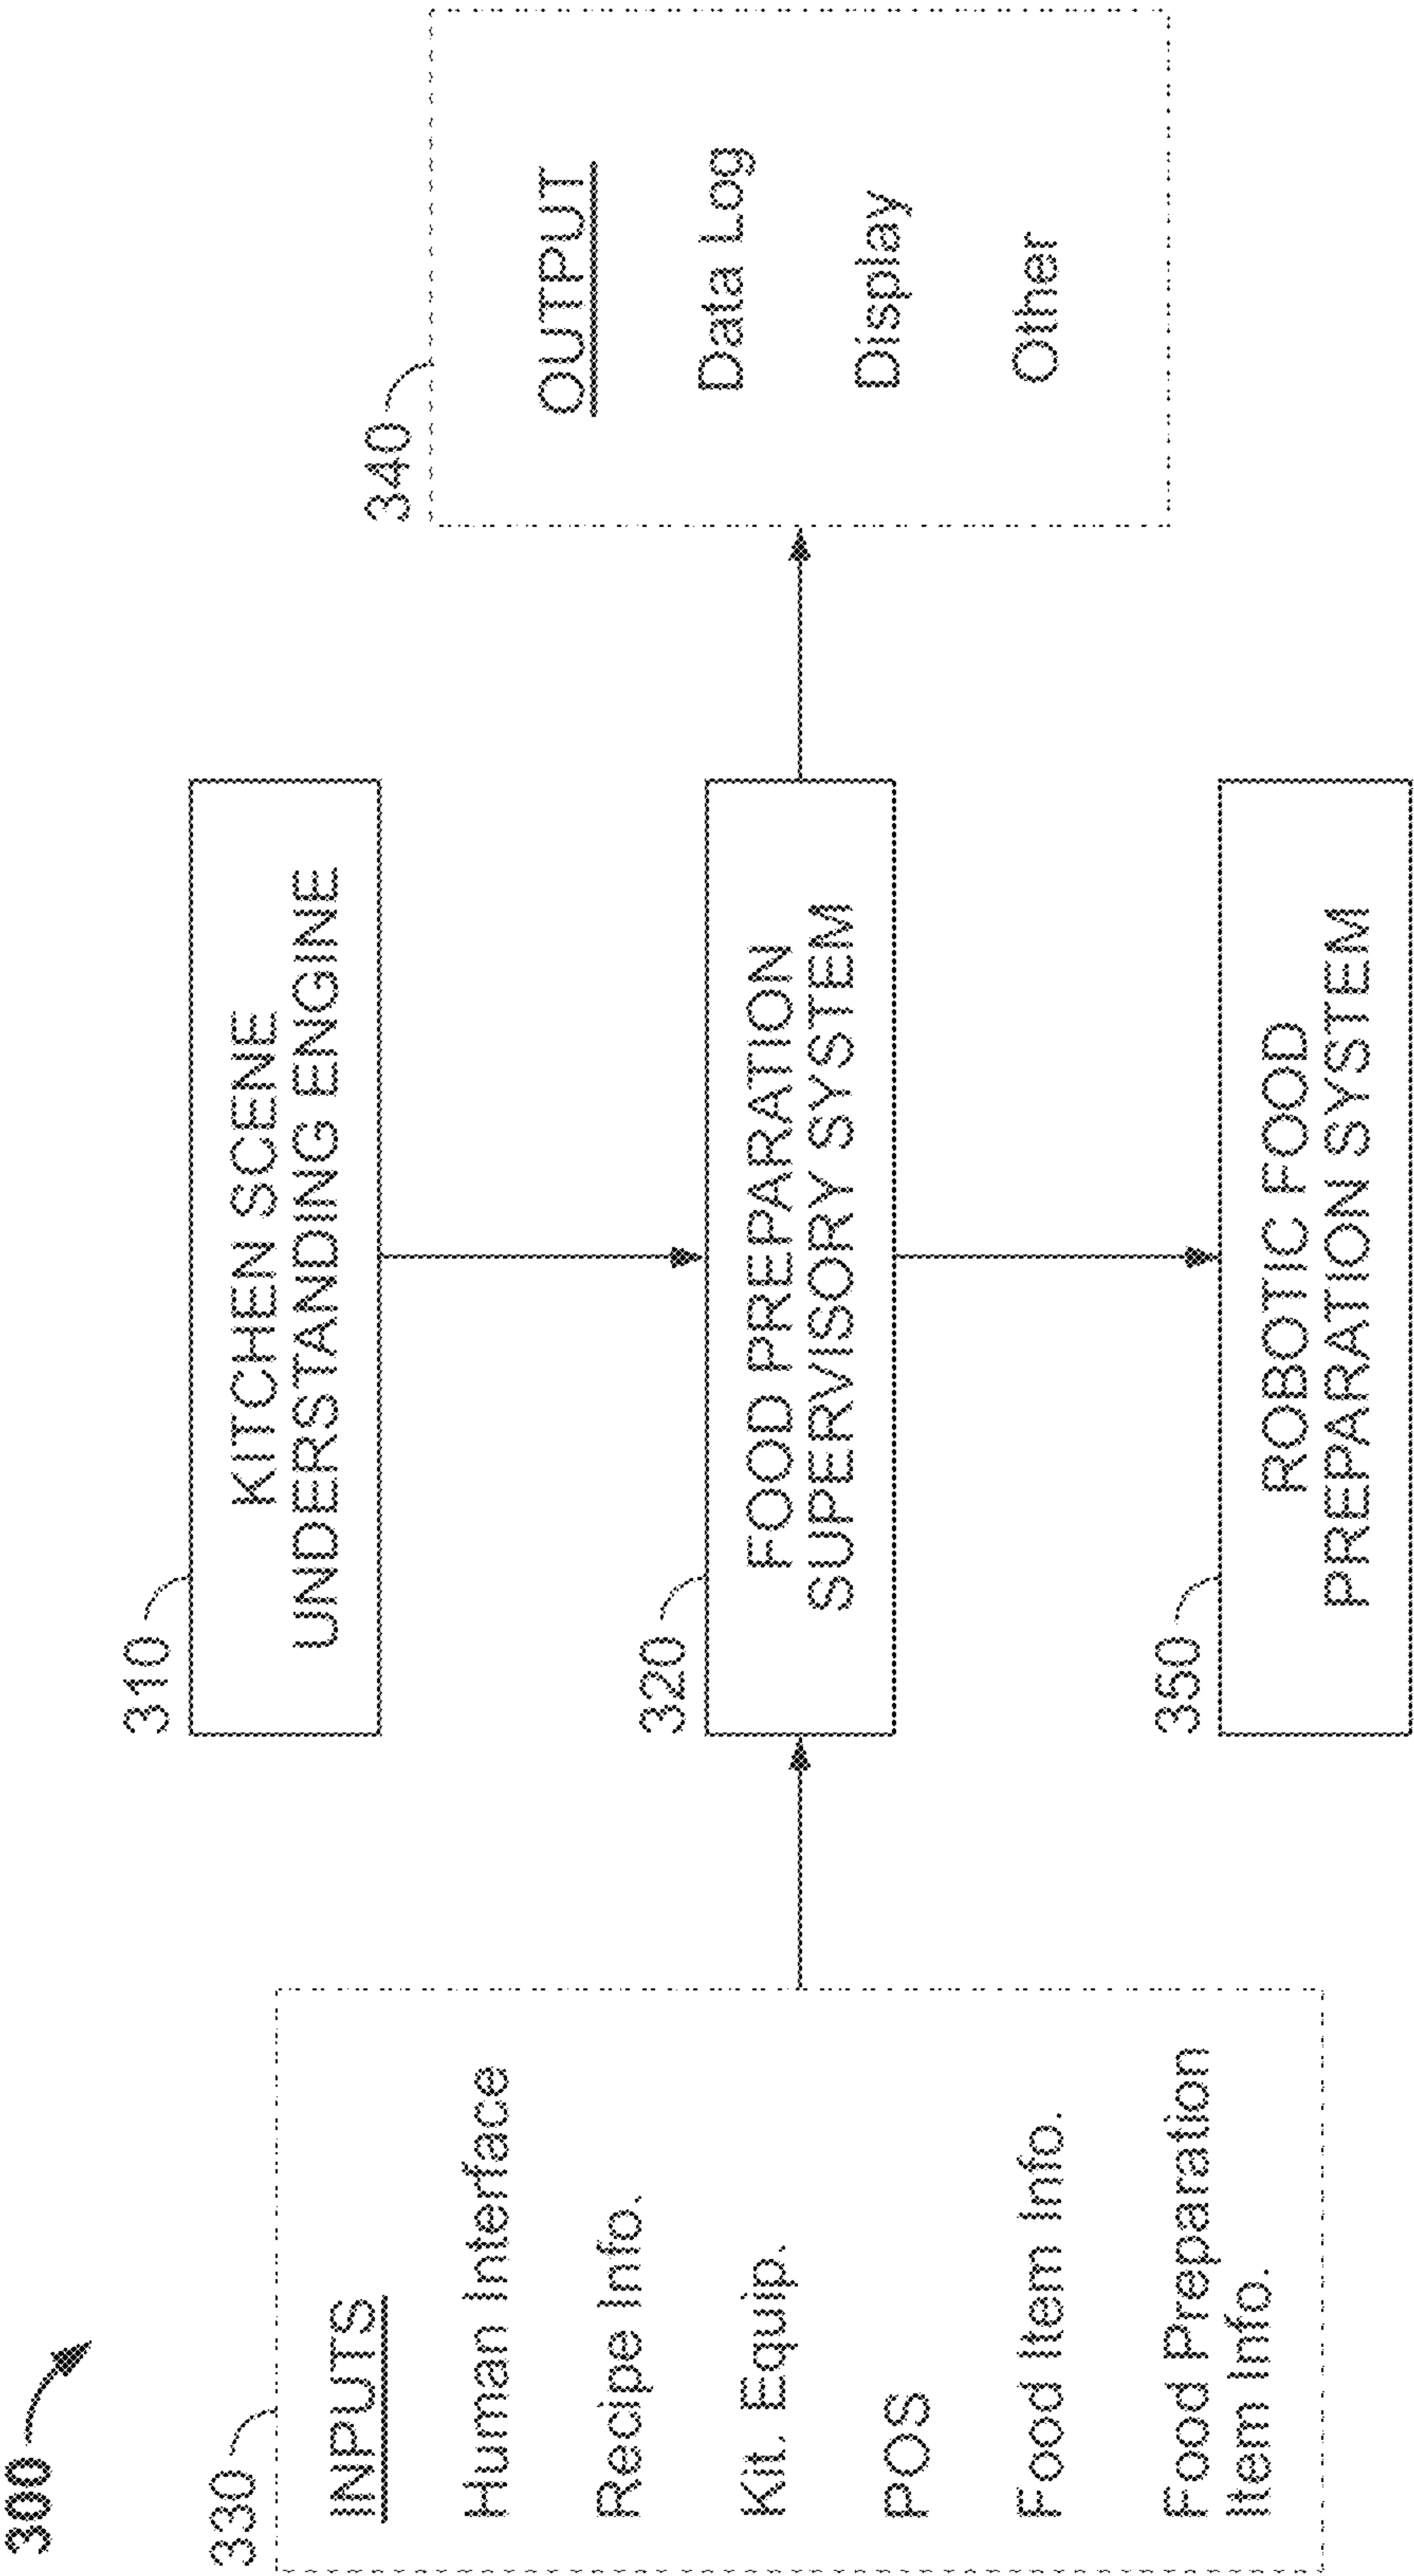 300
330
INPUTS
Human Interface
Recipe Info.
Kit. Equip.
POS
Food Item Info.
Food Preparation
Item Info.
310
KITCHEN SCENE
UNDERSTANDING ENGINE
320
FOOD PREPARATION
SUPERVISORY SYSTEM
350
ROBOTIC FOOD
PREPARATION SYSTEM
340
OUTPUT
Data Log
Display
Other